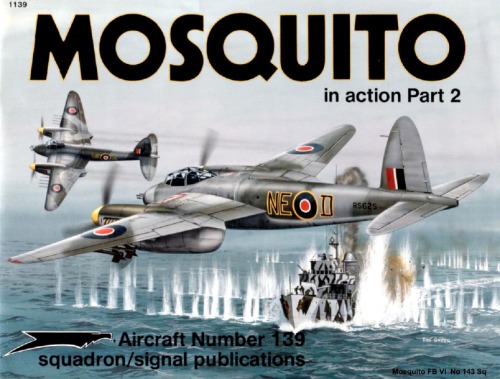 1139
MOSQUITO
in action Part 2
NE D
RS625
Aircraft Number 139
squadron/signal publications
Mosquito FB VI No 143 Sq